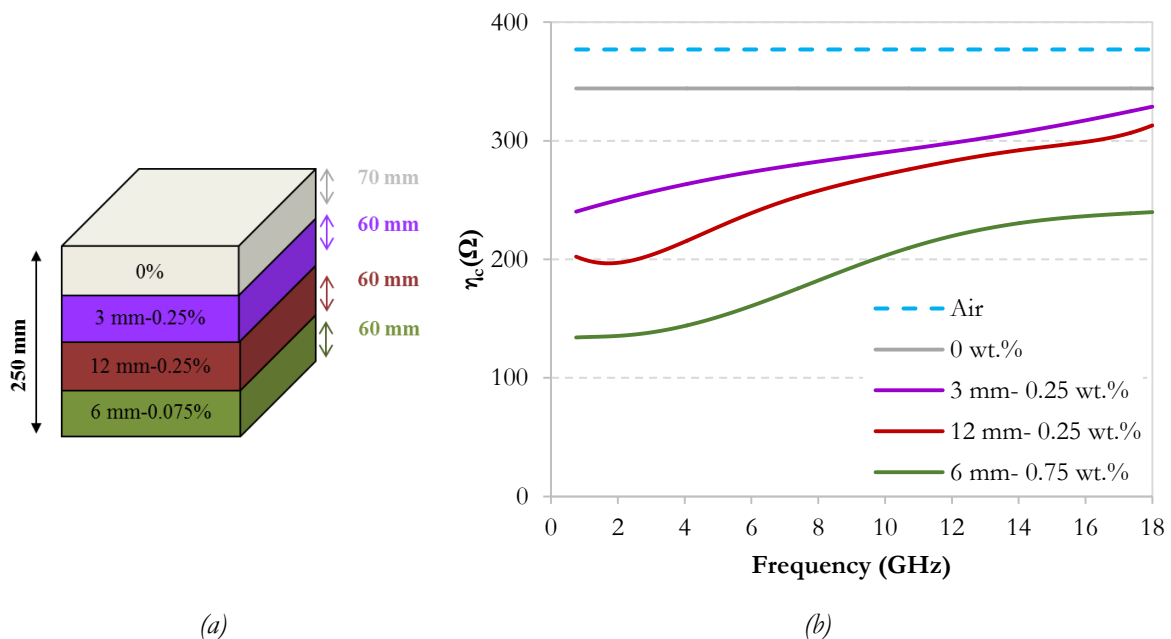 70 mm
60 mm
60 mm
60 mm
250 mm
0%
3 mm-0.25%
12 mm-0.25%
6 mm-0.075%
(a)
400
300
200
100
0
ηic(Ω)
Air
0 wt.%
3 mm- 0.25 wt.%
12 mm- 0.25 wt.%
6 mm- 0.75 wt.%
0 2 4 6 8 10 12 14 16 18
Frequency (GHz)
(b)